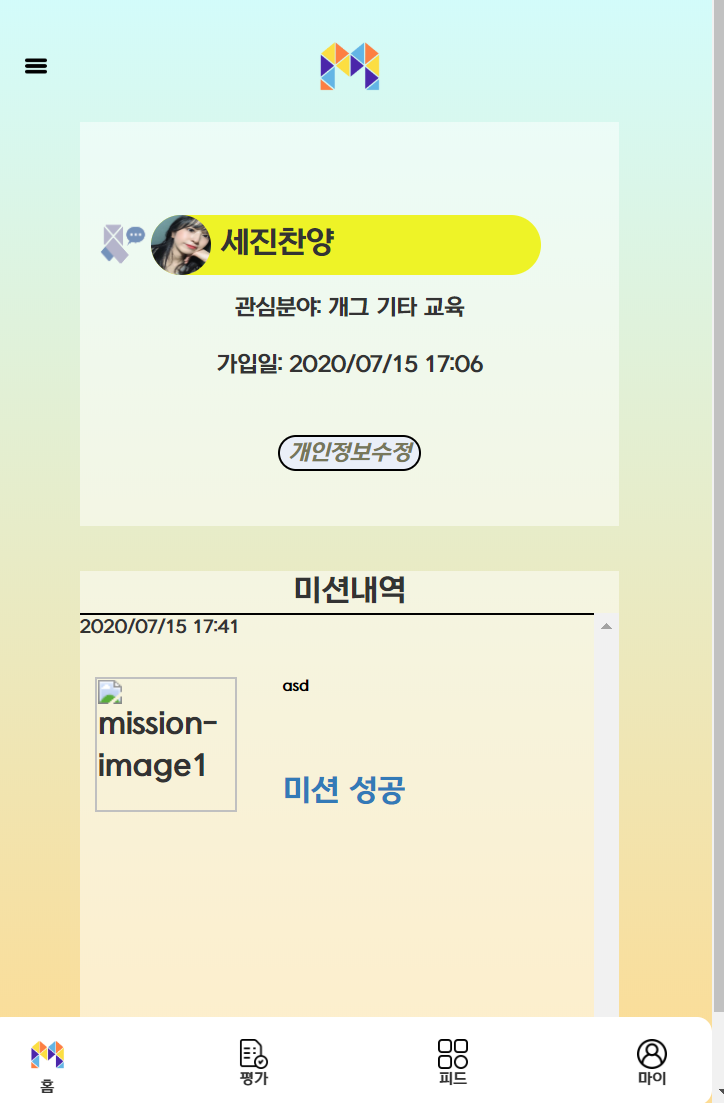 세진찬양
관심분야: 개그 기타 교육
가입일: 2020/07/15 17:06
개인정보수정
미션내역
2020/07/15 17:41
mission-
image1
asd
미션 성공
홈
평가
피드
마이